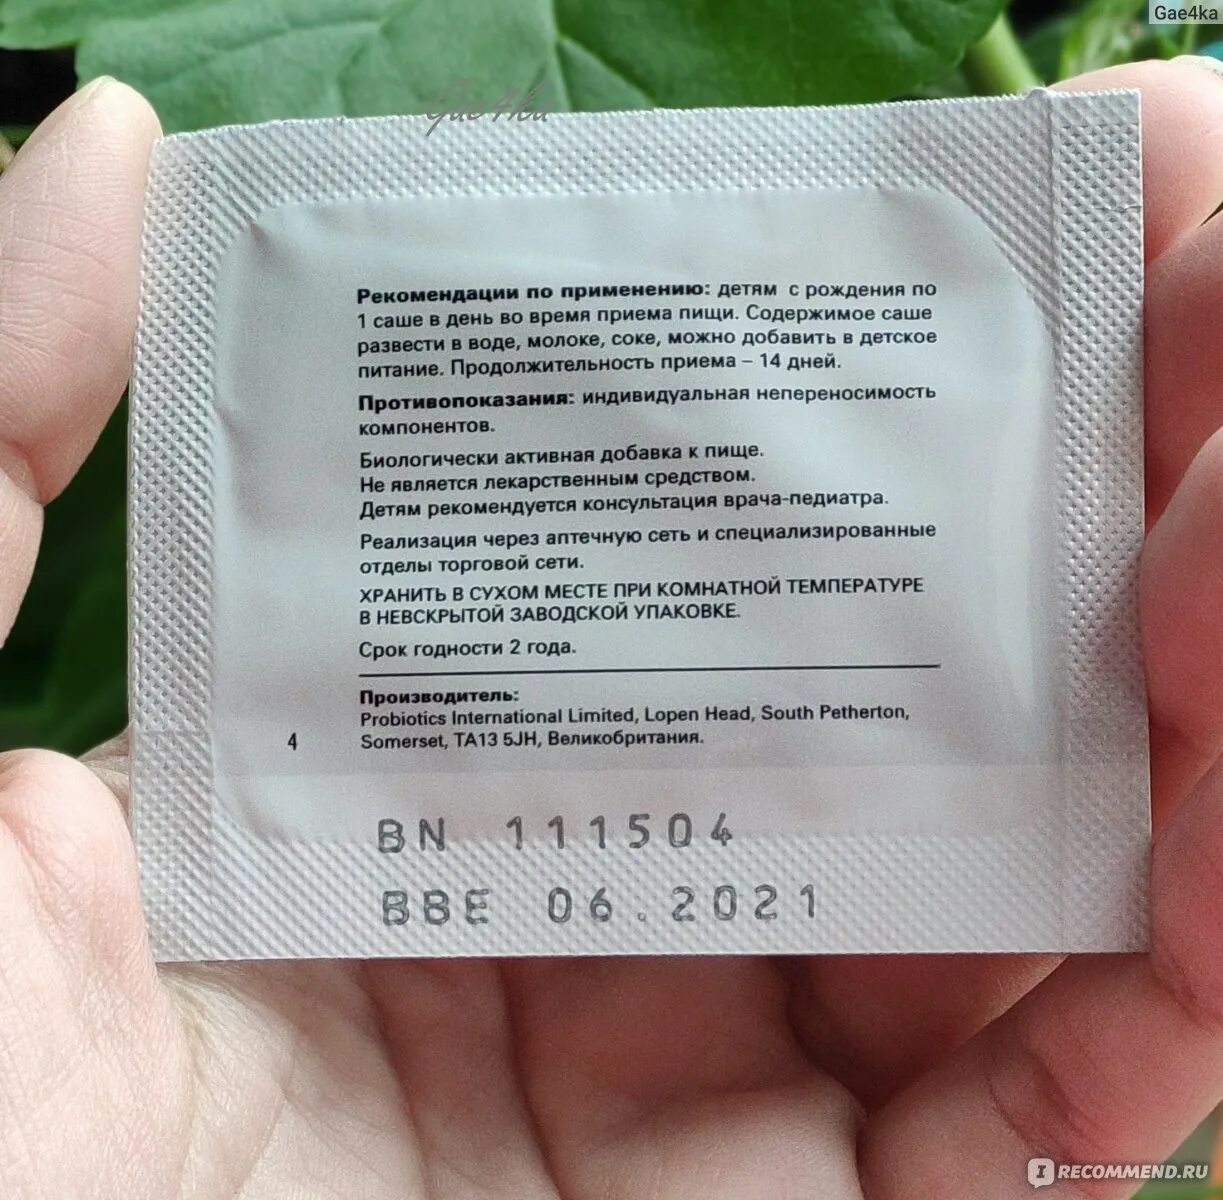 Gae4ka
Gae4ka
Рекомендации по применению: детям с рождения по
1 саше в день во время приема пищи. Содержимое саше
развести в воде, молоке, соке, можно добавить в детское
питание. Продолжительность приема – 14 дней.
Противопоказания: индивидуальная непереносимость
компонентов.
Биологически активная добавка к пище.
Не является лекарственным средством.
Детям рекомендуется консультация врача-педиатра.
Реализация через аптечную сеть и специализированные
отделы торговой сети.
ХРАНИТЬ В СУХОМ МЕСТЕ ПРИ КОМНАТНОЙ ТЕМПЕРАТУРЕ
В НЕВСКРЫТОЙ ЗАВОДСКОЙ УПАКОВКЕ.
Срок годности 2 года.
Производитель:
Probiotics International Limited, Lopen Head, South Petherton,
Somerset, TA13 5JH, Великобритания.
4
BN 111504
BBE 06.2021
I RECOMMEND.RU